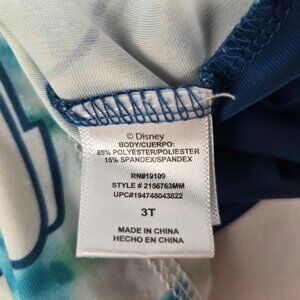 © Disney
BODY/CUERPO:
85% POLYESTER/POLIESTER
15% SPANDEX/SPANDEX
RN#19109
STYLE # 2156763MM
UPC#194748043822
3T
MADE IN CHINA
HECHO EN CHINA